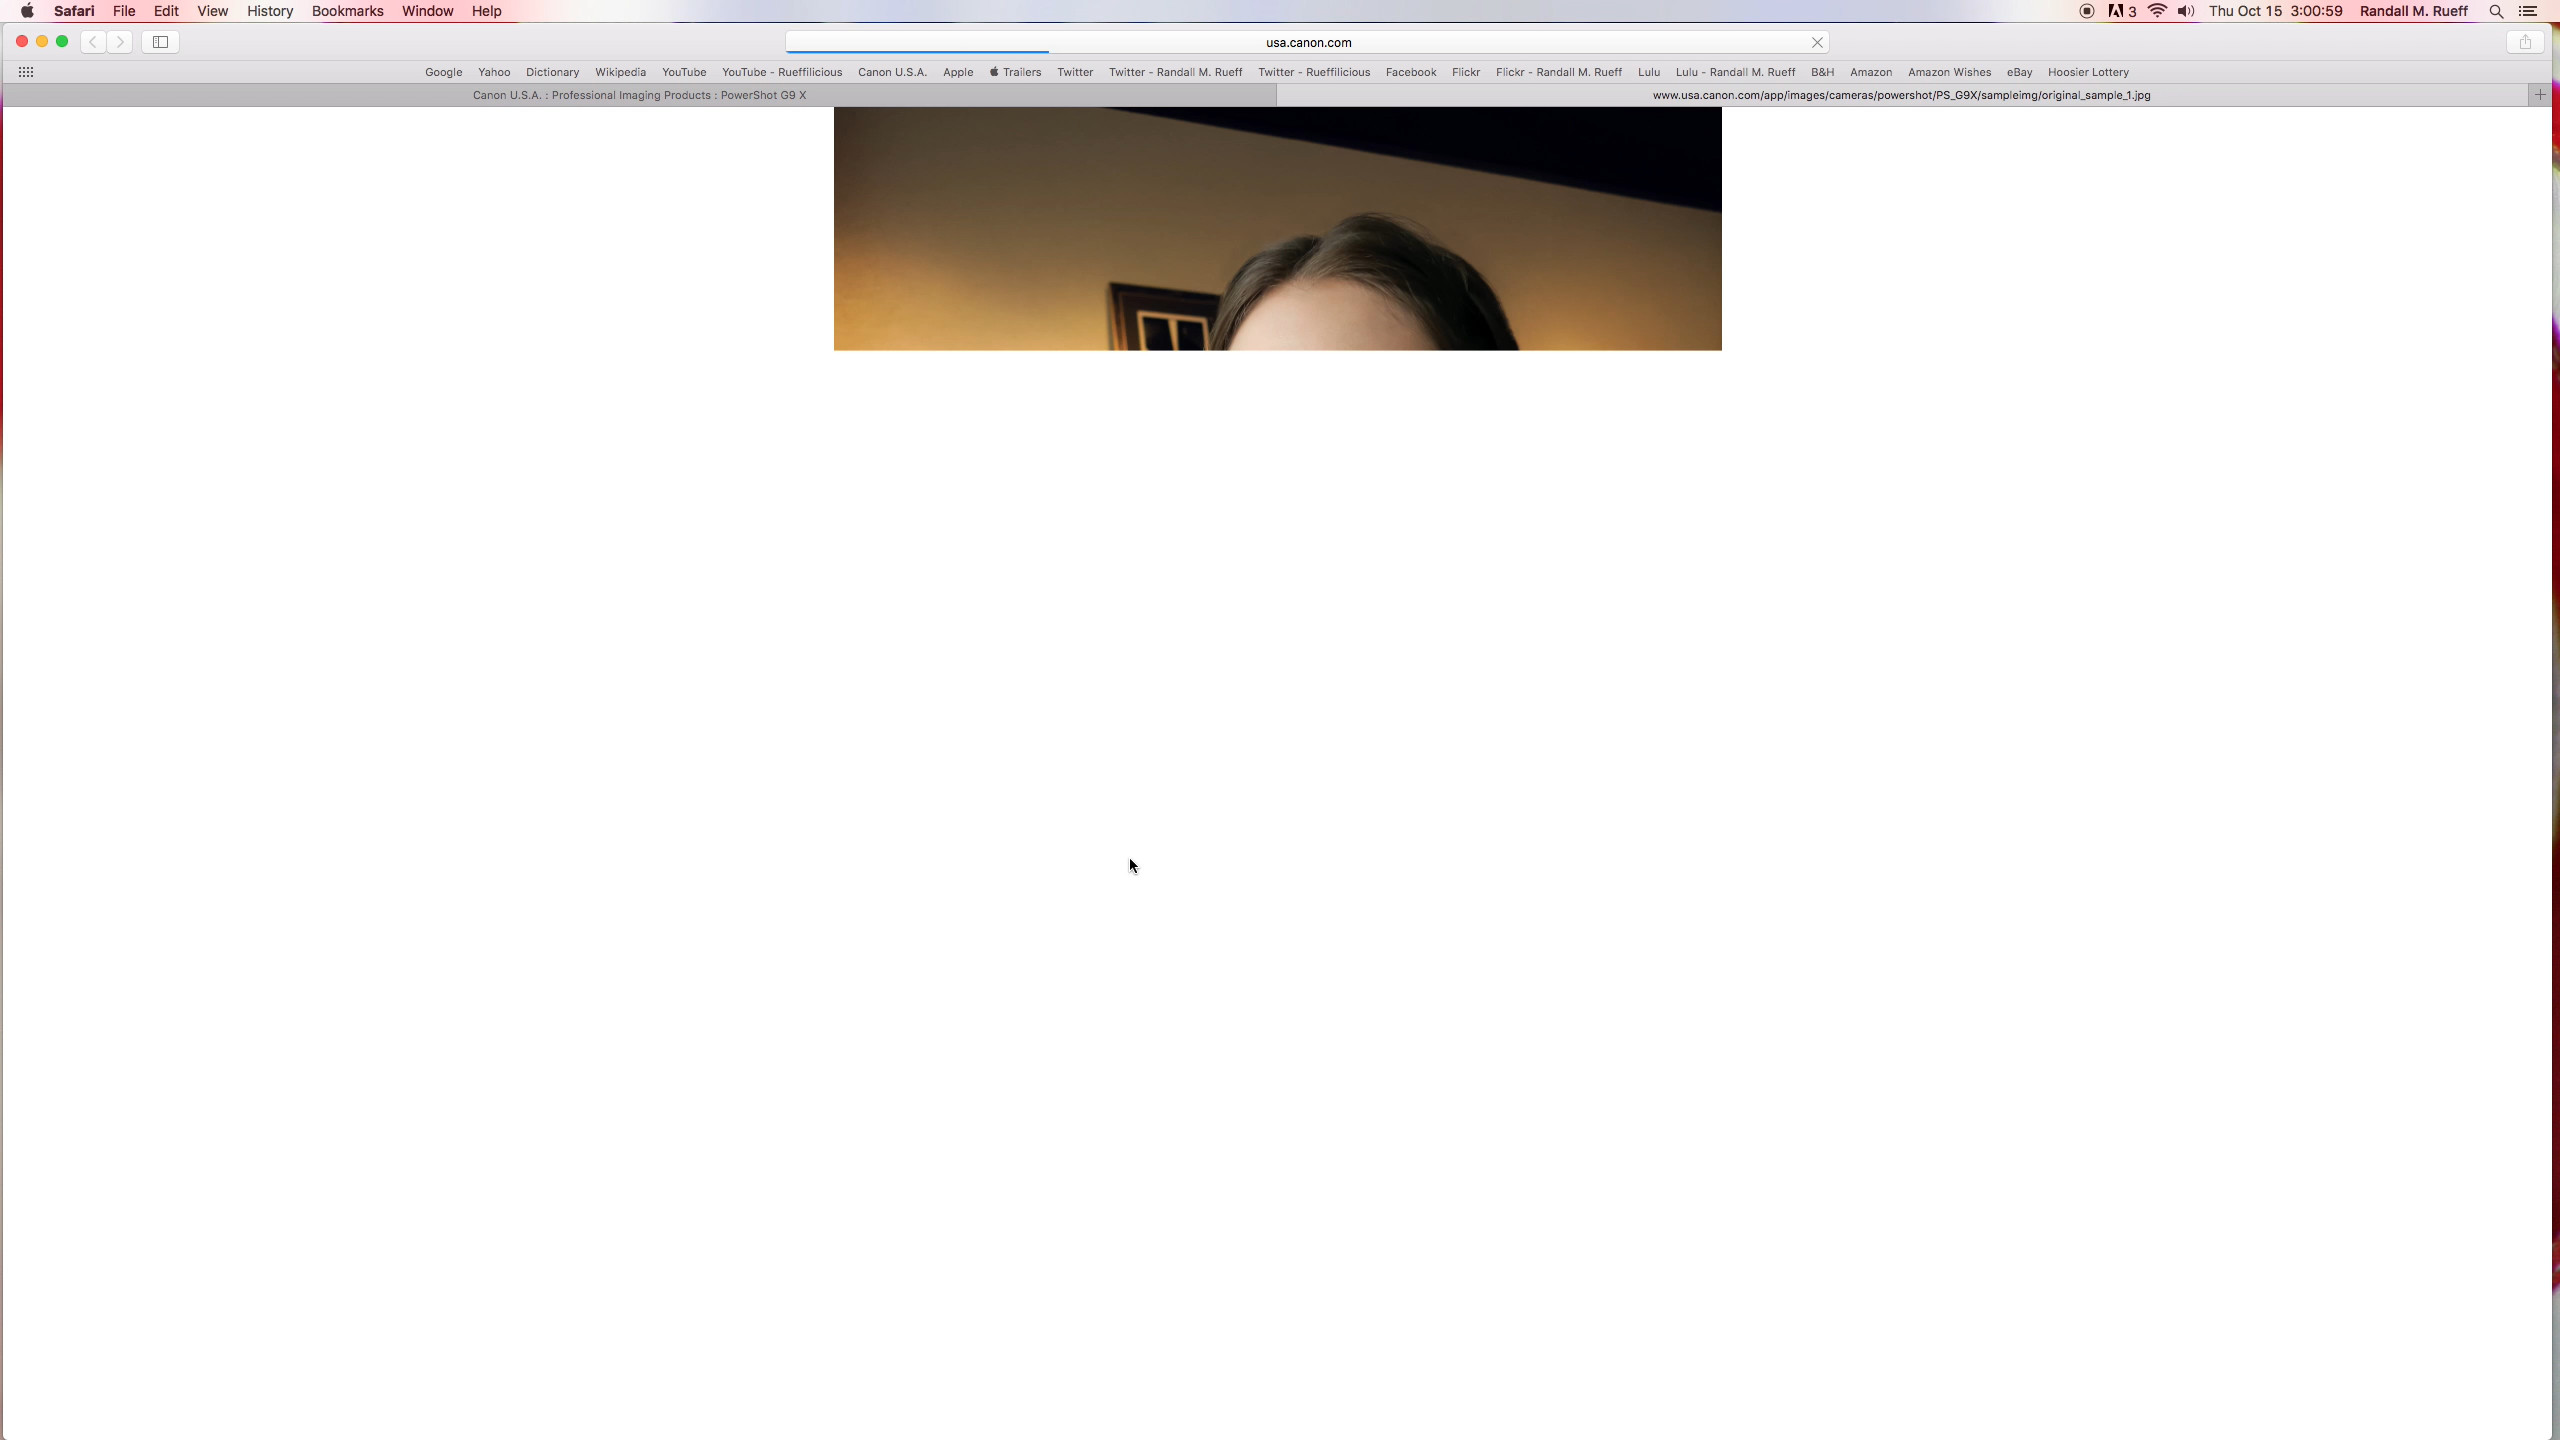 Safari File Edit View History Bookmarks Window Help 3 Thu Oct 15 3:00:59 Randall M. Rueff
usa.canon.com
Google Yahoo Dictionary Wikipedia YouTube YouTube - Rueffilicious Canon U.S.A. Apple Trailers Twitter Twitter - Randall M. Rueff Twitter - Rueffilicious Facebook Flickr Flickr - Randall M. Rueff Lulu Lulu - Randall M. Rueff B&H Amazon Amazon Wishes eBay Hoosier Lottery
Canon U.S.A. : Professional Imaging Products : PowerShot G9 X www.usa.canon.com/app/images/cameras/powershot/PS_G9X/sampleimg/original_sample_1.jpg